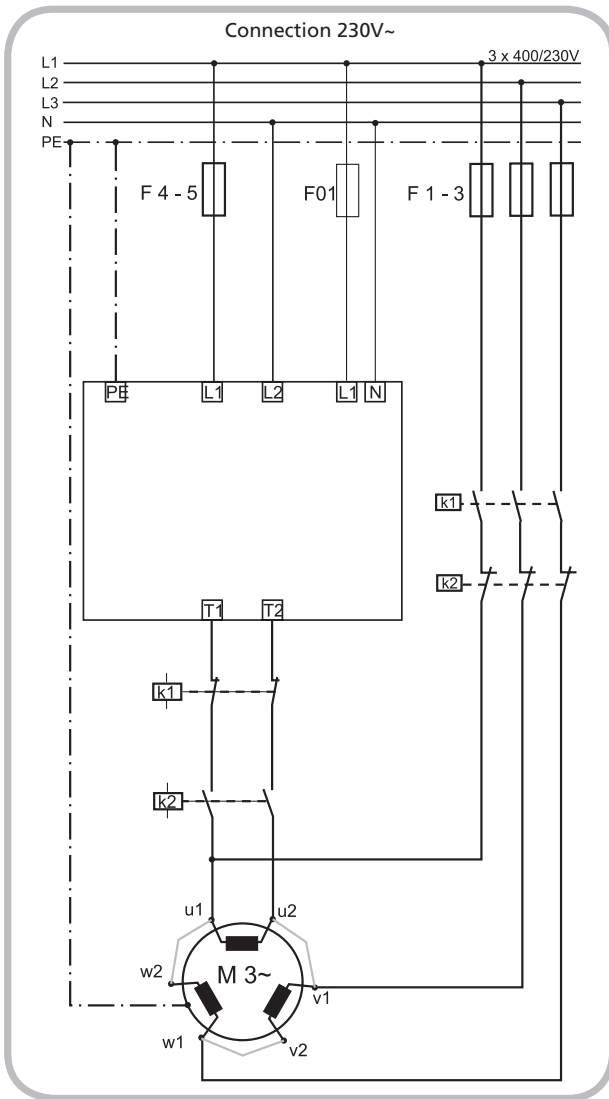 Connection 230V~
L1 3 x 400/230V
L2
L3
N
PE
F 4 - 5 F01 F 1 - 3
PE L1 L2 L1 N
k1
k2
T1 T2
k1
k2
u1 u2
w2 M 3~ v1
w1 v2